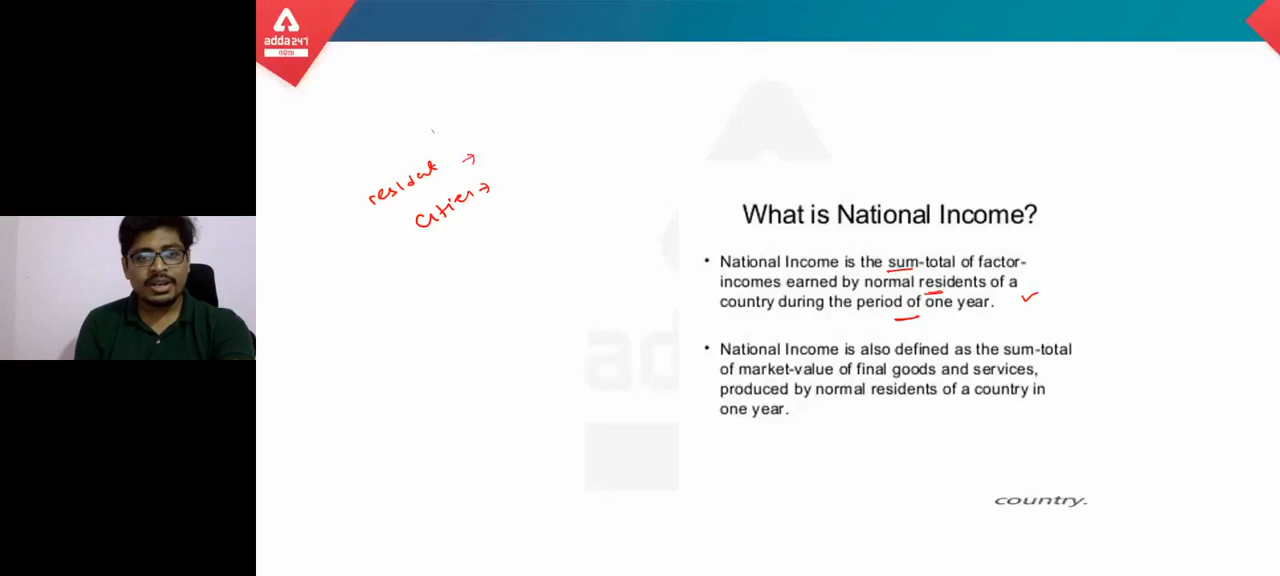 adda247
ଓଡ଼ିଆ
resident →
Citizen →
What is National Income?
• National Income is the sum-total of factor-
incomes earned by normal residents of a
country during the period of one year.
• National Income is also defined as the sum-total
of market-value of final goods and services,
produced by normal residents of a country in
one year.
country.